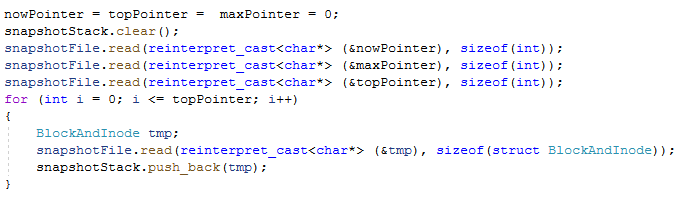 nowPointer = topPointer =  maxPointer = 0;
snapshotStack.clear();
snapshotFile.read(reinterpret_cast<char*> (&nowPointer), sizeof(int));
snapshotFile.read(reinterpret_cast<char*> (&maxPointer), sizeof(int));
snapshotFile.read(reinterpret_cast<char*> (&topPointer), sizeof(int));
for (int i = 0; i <= topPointer; i++)
{
    BlockAndInode tmp;
    snapshotFile.read(reinterpret_cast<char*> (&tmp), sizeof(struct BlockAndInode));
    snapshotStack.push_back(tmp);
}